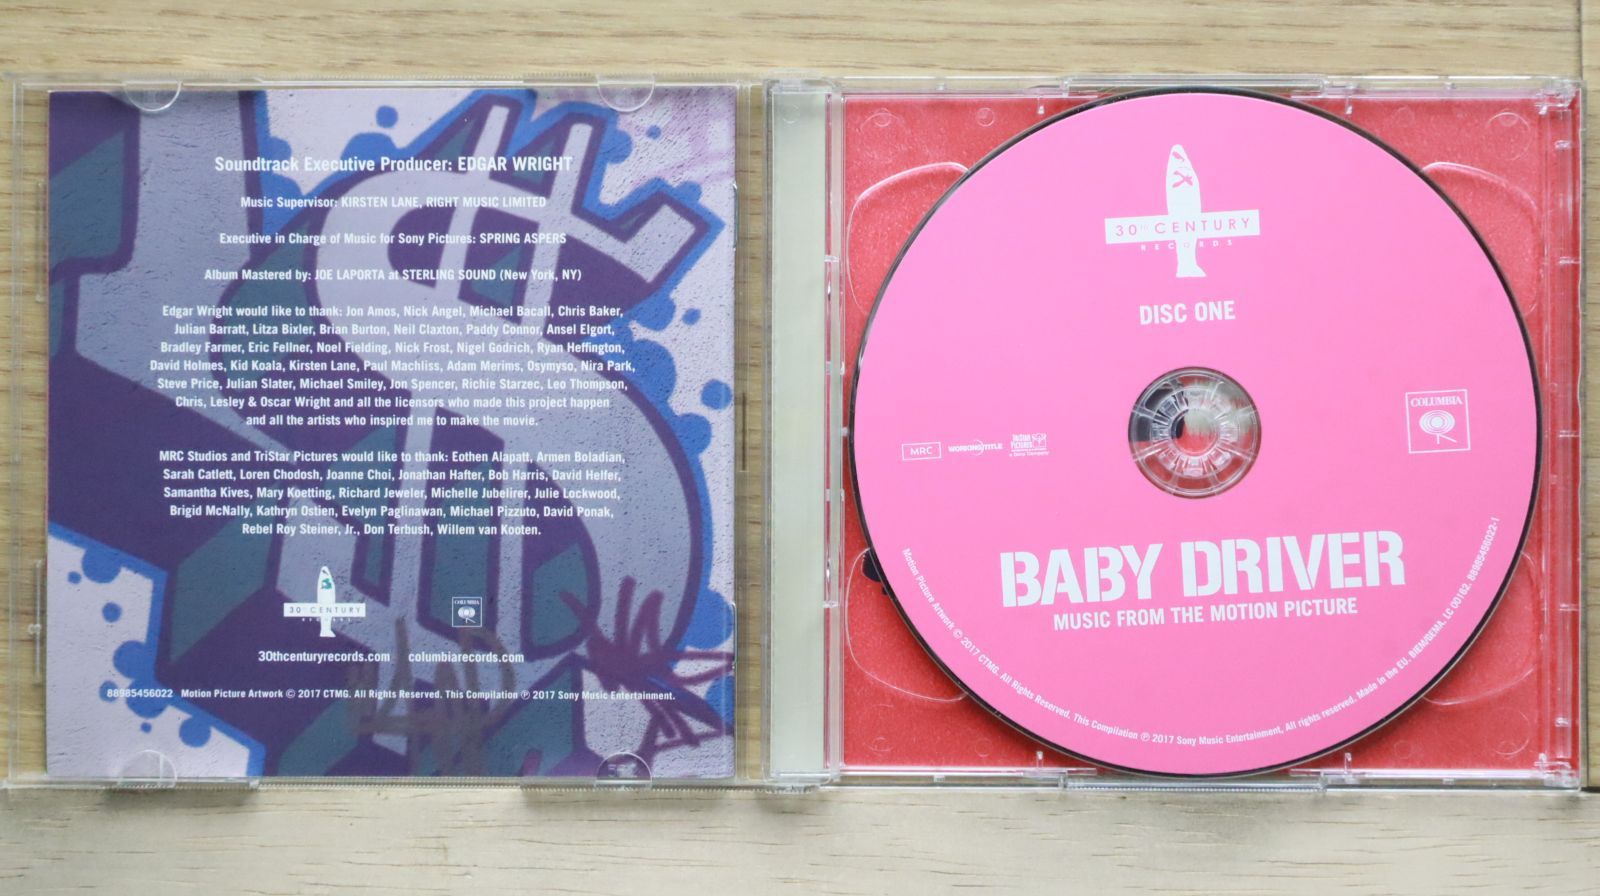 Soundtrack Executive Producer: EDGAR WRIGHT
Music Supervisor: KIRSTEN LANE, RIGHT MUSIC LIMITED
Executive in Charge of Music for Sony Pictures: SPRING ASPERS
Album Mastered by: JOE LAPORTA at STERLING SOUND (New York, NY)
Edgar Wright would like to thank: Jon Amos, Nick Angel, Michael Bacall, Chris Baker,
Julian Barratt, Litza Bixler, Brian Burton, Neil Claxton, Paddy Connor, Ansel Elgort,
Bradley Farmer, Eric Fellner, Noel Fielding, Nick Frost, Nigel Godrich, Ryan Heffington,
David Holmes, Kid Koala, Kirsten Lane, Paul Machliss, Adam Merims, Osymyso, Nira Park,
Steve Price, Julian Slater, Michael Smiley, Jon Spencer, Richie Starzec, Leo Thompson,
Chris, Lesley & Oscar Wright and all the licensors who made this project happen
and all the artists who inspired me to make the movie.
MRC Studios and TriStar Pictures would like to thank: Eothen Alapatt, Armen Boladian,
Sarah Catlett, Loren Chodosh, Joanne Choi, Jonathan Hafter, Bob Harris, David Helfer,
Samantha Kives, Mary Koetting, Richard Jeweler, Michelle Jubelirer, Julie Lockwood,
Brigid McNally, Kathryn Ostien, Evelyn Paglinawan, Michael Pizzuto, David Ponak,
Rebel Roy Steiner, Jr., Don Terbush, Willem van Kooten.
30TH CENTURY
RECORDS
COLUMBIA
30thcenturyrecords.com columbiarecords.com
88985456022 Motion Picture Artwork © 2017 CTMG. All Rights Reserved. This Compilation ℗ 2017 Sony Music Entertainment.
30TH CENTURY
RECORDS
DISC ONE
COLUMBIA
MRC WORKING TITLE TriStar Pictures a Sony Company
BABY DRIVER
MUSIC FROM THE MOTION PICTURE
Motion Picture Artwork © 2017 CTMG. All Rights Reserved. This Compilation ℗ 2017 Sony Music Entertainment. All rights reserved. Made in the EU. BIEM/GEMA. LC 00162. 88985456022-1